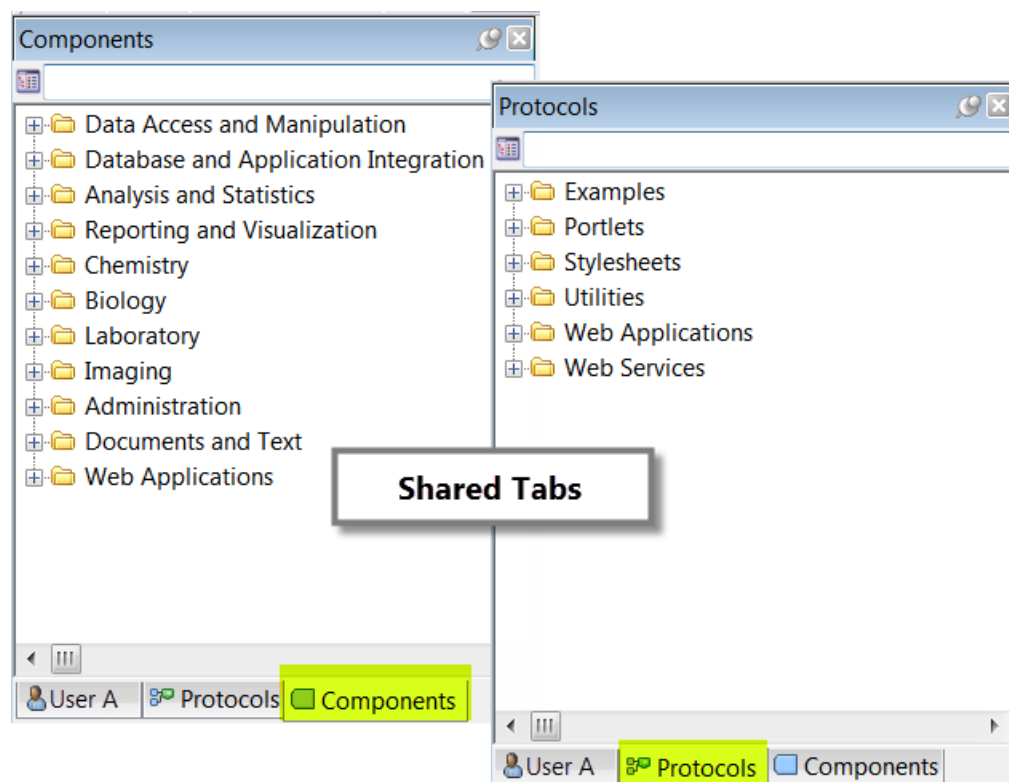 Components
Data Access and Manipulation
Database and Application Integration
Analysis and Statistics
Reporting and Visualization
Chemistry
Biology
Laboratory
Imaging
Administration
Documents and Text
Web Applications
User A
Protocols
Components
Shared Tabs
Protocols
Examples
Portlets
Stylesheets
Utilities
Web Applications
Web Services
User A
Protocols
Components